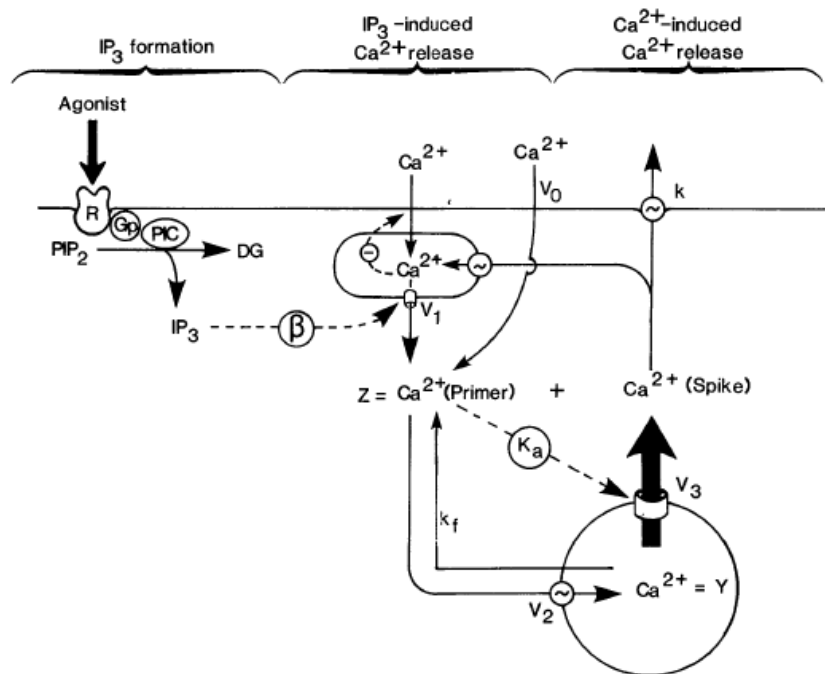 IP₃ formation
IP₃-induced
Ca²⁺ release
Ca²⁺-induced
Ca²⁺ release
Agonist
R
Gp
PIC
PIP₂
DG
IP₃
β
Ca²⁺
Ca²⁺
V₀
k
~
−
Ca²⁺
~
V₁
Z = Ca²⁺(Primer) + Ca²⁺(Spike)
Kₐ
V₃
k_f
Ca²⁺ = Y
~
V₂